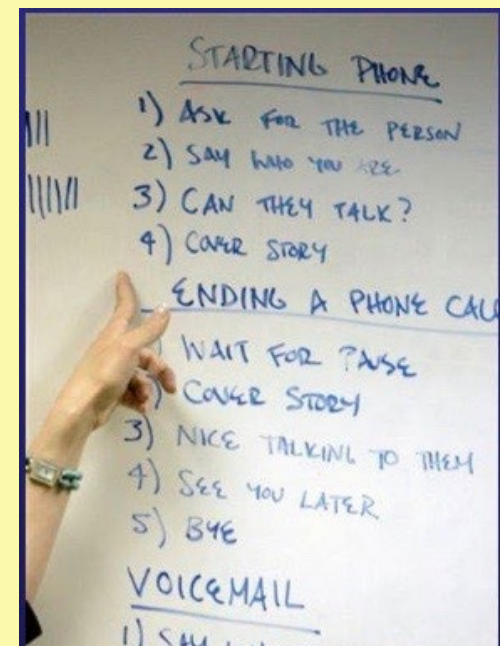 STARTING PHONE
1) ASK FOR THE PERSON
2) SAY WHO YOU ARE
3) CAN THEY TALK?
4) COVER STORY
ENDING A PHONE CALL
) WAIT FOR PAUSE
) COVER STORY
3) NICE TALKING TO THEM
4) SEE YOU LATER
5) BYE
VOICEMAIL
1) SAY